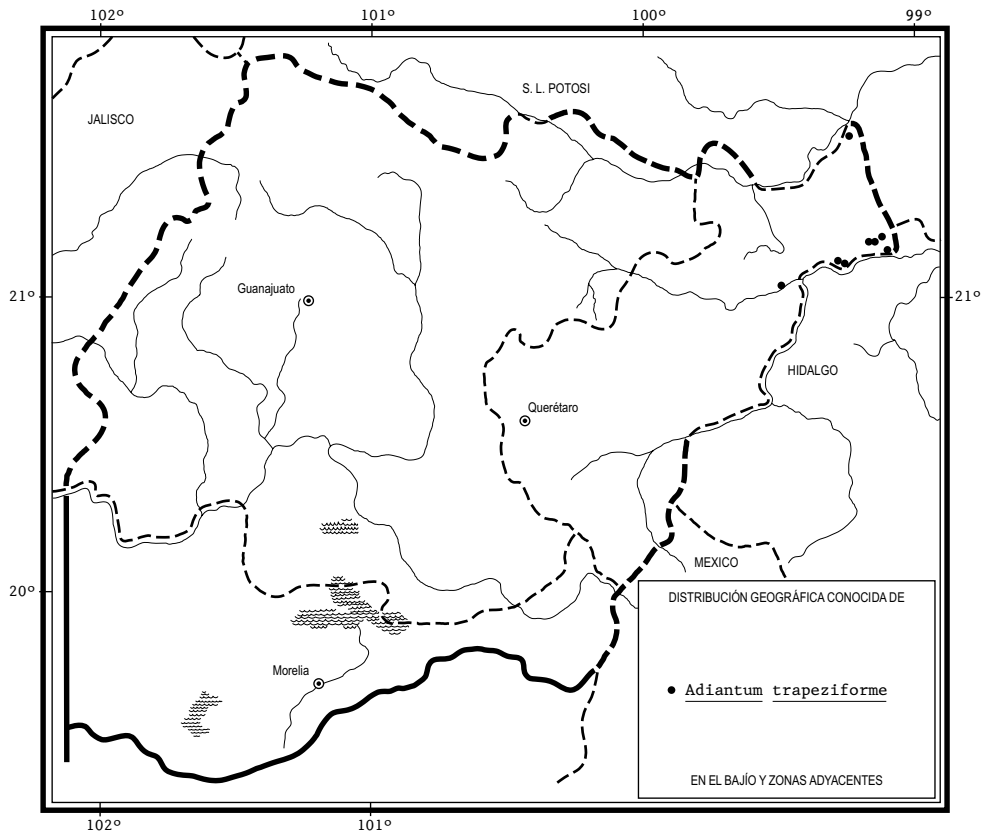 102º 101º 100º 99º
S. L. POTOSI
JALISCO
Guanajuato
21º 21º
HIDALGO
Querétaro
MEXICO
20º
DISTRIBUCIÓN GEOGRÁFICA CONOCIDA DE
Morelia
Adiantum trapeziforme
EN EL BAJÍO Y ZONAS ADYACENTES
102º 101º